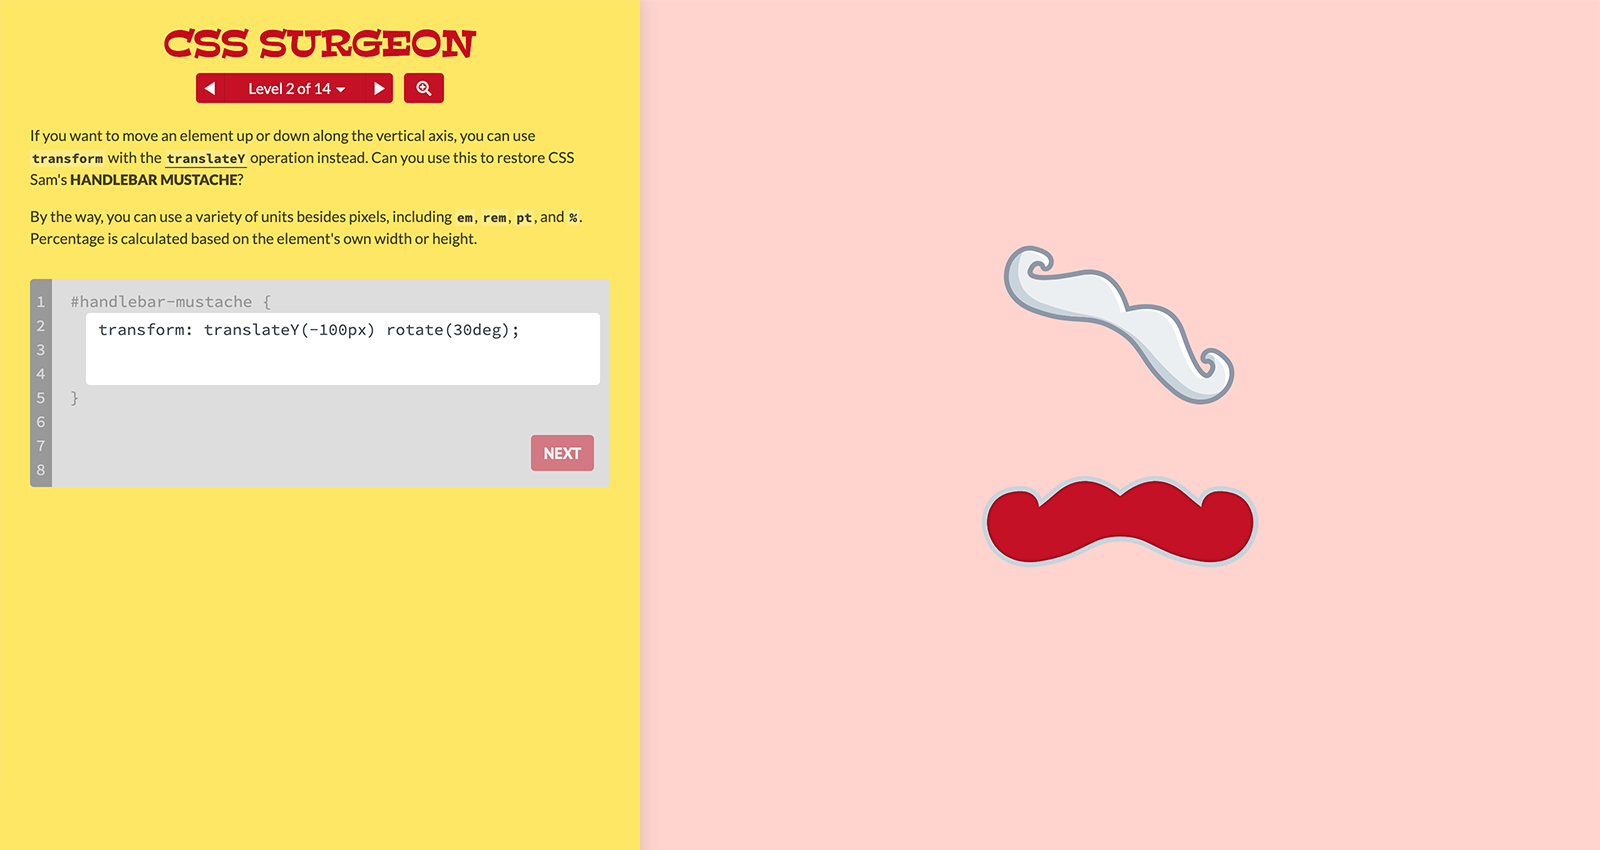 CSS SURGEON
Level 2 of 14
If you want to move an element up or down along the vertical axis, you can use
transform with the translateY operation instead. Can you use this to restore CSS
Sam's HANDLEBAR MUSTACHE?
By the way, you can use a variety of units besides pixels, including em, rem, pt, and %.
Percentage is calculated based on the element's own width or height.
1 #handlebar-mustache {
2 transform: translateY(-100px) rotate(30deg);
3
4
5 }
6
7
8
NEXT